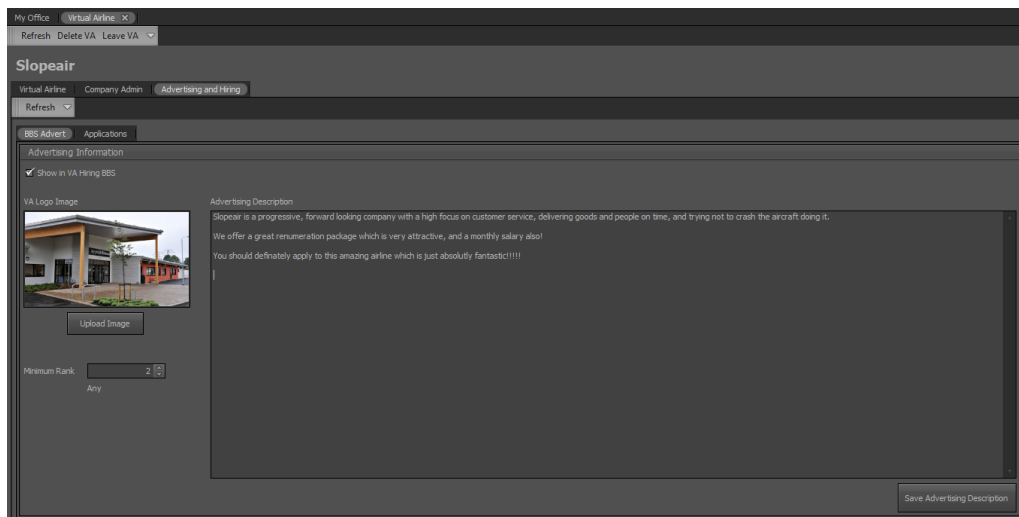 My Office
Virtual Airline X
Refresh Delete VA Leave VA
Slopeair
Virtual Airline Company Admin Advertising and Hiring
Refresh
BBS Advert Applications
Advertising Information
Show in VA Hiring BBS
VA Logo Image
Advertising Description
Slopeair is a progressive, forward looking company with a high focus on customer service, delivering goods and people on time, and trying not to crash the aircraft doing it.
We offer a great renumeration package which is very attractive, and a monthly salary also!
You should definately apply to this amazing airline which is just absolutly fantastic!!!!!
Upload Image
Minimum Rank 2
Any
Save Advertising Description